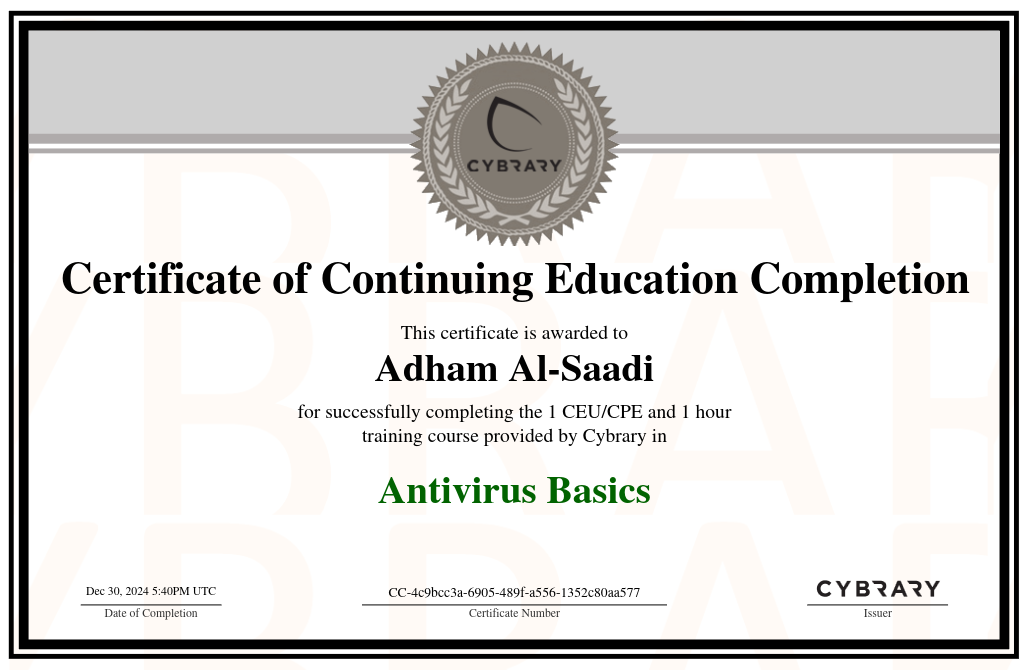 CYBRARY
Certificate of Continuing Education Completion
This certificate is awarded to
Adham Al-Saadi
for successfully completing the 1 CEU/CPE and 1 hour
training course provided by Cybrary in
Antivirus Basics
Dec 30, 2024 5:40PM UTC
Date of Completion
CC-4c9bcc3a-6905-489f-a556-1352c80aa577
Certificate Number
CYBRARY
Issuer